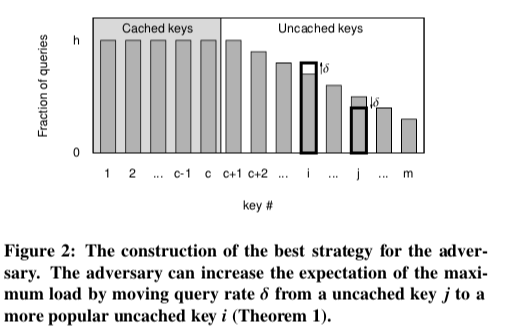 Cached keys
Uncached keys
Fraction of queries
h
0
↑δ
↓δ
1 2 ... c-1 c c+1 c+2 ... i ... j ... m
key #
Figure 2: The construction of the best strategy for the adver-
sary. The adversary can increase the expectation of the maxi-
mum load by moving query rate δ from a uncached key j to a
more popular uncached key i (Theorem 1).